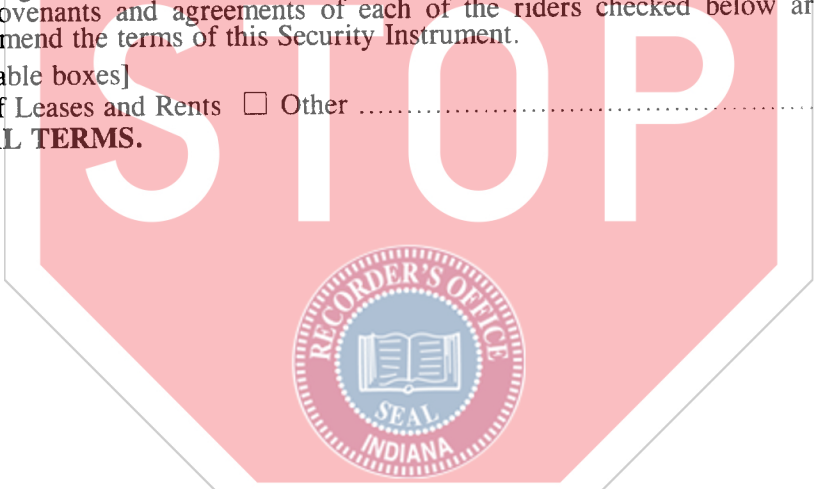 ovenants and agreements of each of the riders checked below ar
mend the terms of this Security Instrument.
able boxes]
f Leases and Rents ☐ Other ................................................................
L TERMS.
STOP
RECORDER'S OFFICE
SEAL
INDIANA